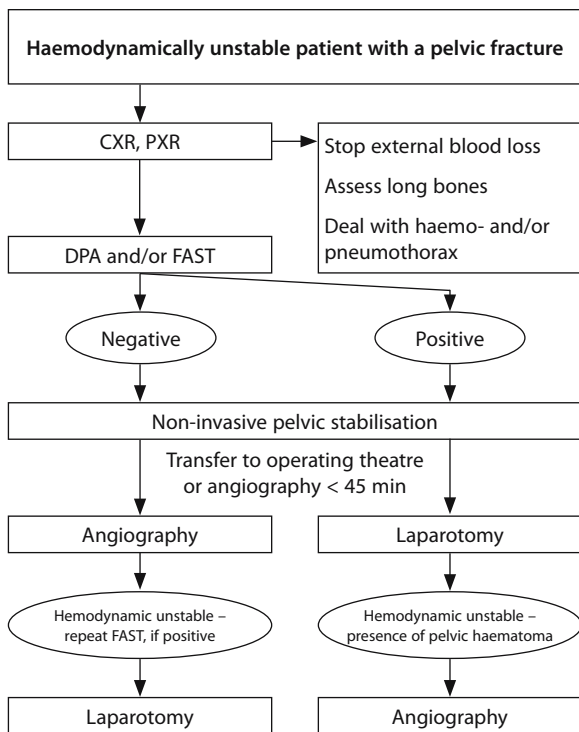 Haemodynamically unstable patient with a pelvic fracture
CXR, PXR
Stop external blood loss
Assess long bones
Deal with haemo- and/or
pneumothorax
DPA and/or FAST
Negative
Positive
Non-invasive pelvic stabilisation
Transfer to operating theatre
or angiography < 45 min
Angiography
Laparotomy
Hemodynamic unstable –
repeat FAST, if positive
Hemodynamic unstable –
presence of pelvic haematoma
Laparotomy
Angiography